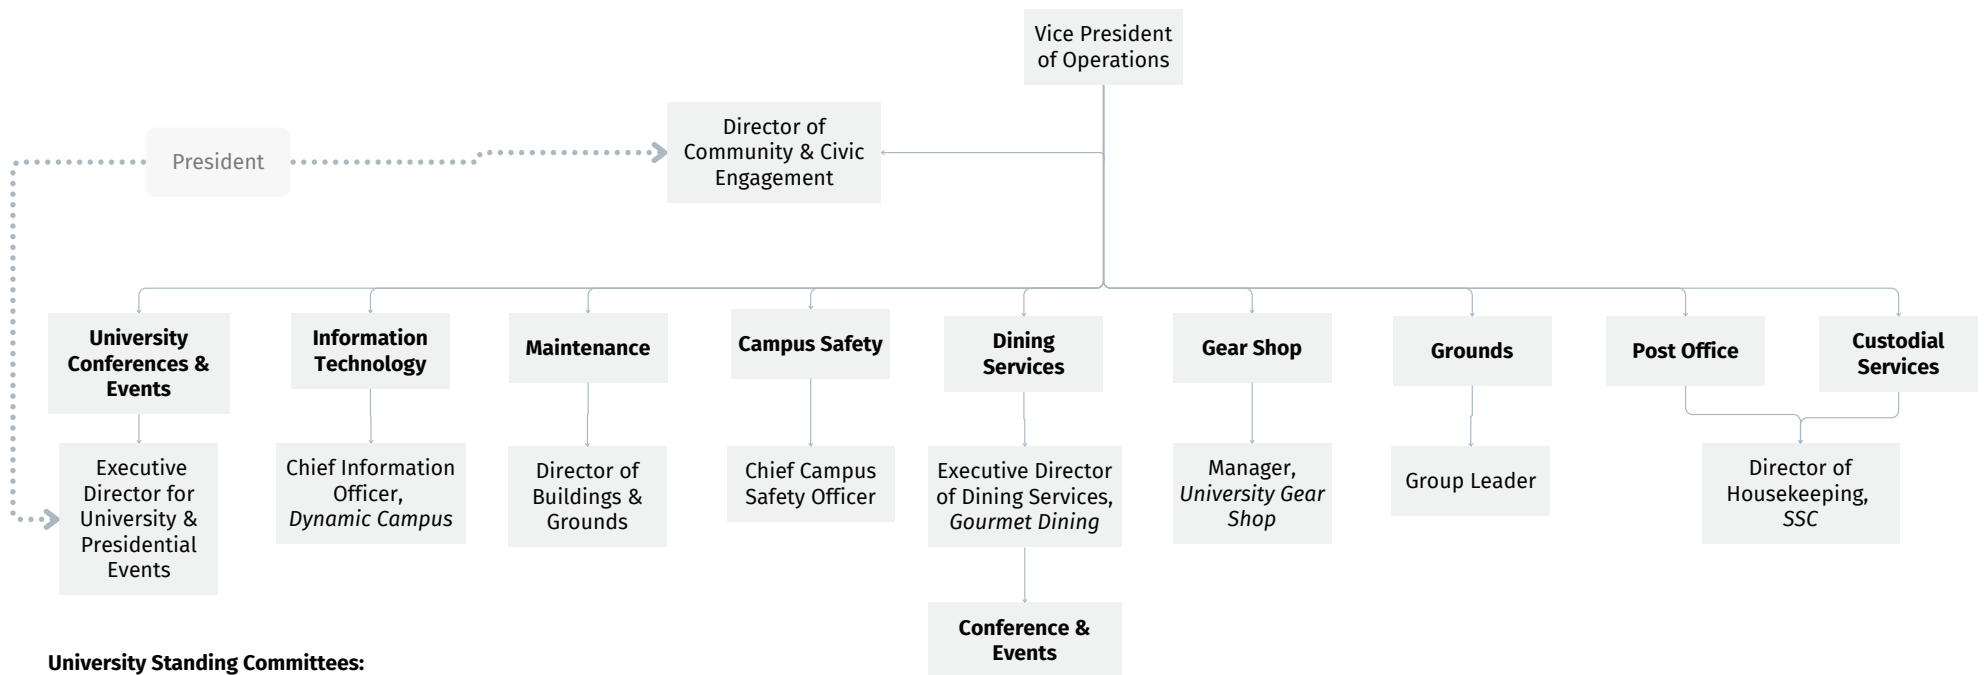 Vice President
of Operations
Director of
Community & Civic
Engagement
President
University
Conferences &
Events
Information
Technology
Maintenance
Campus Safety
Dining
Services
Gear Shop
Grounds
Post Office
Custodial
Services
Executive
Director for
University &
Presidential
Events
Chief Information
Officer,
Dynamic Campus
Director of
Buildings &
Grounds
Chief Campus
Safety Officer
Executive Director
of Dining Services,
Gourmet Dining
Manager,
University Gear
Shop
Group Leader
Director of
Housekeeping,
SSC
Conference &
Events
University Standing Committees: